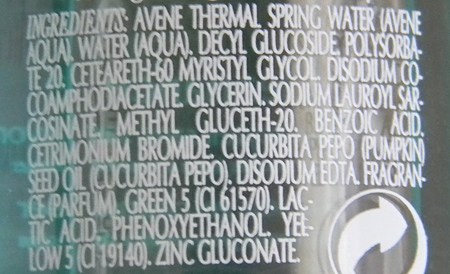 INGREDIENTS: AVENE THERMAL SPRING WATER (AVENE
AQUA). WATER (AQUA). DECYL GLUCOSIDE. POLYSORBA-
TE 20. CETEARETH-60 MYRISTYL GLYCOL. DISODIUM CO-
COAMPHODIACETATE. GLYCERIN. SODIUM LAUROYL SAR-
COSINATE. METHYL GLUCETH-20. BENZOIC ACID.
CETRIMONIUM BROMIDE. CUCURBITA PEPO (PUMPKIN)
SEED OIL (CUCURBITA PEPO). DISODIUM EDTA. FRAGRAN-
CE (PARFUM). GREEN 5 (CI 61570). LAC-
TIC ACID. PHENOXYETHANOL. YEL-
LOW 5 (CI 19140). ZINC GLUCONATE.